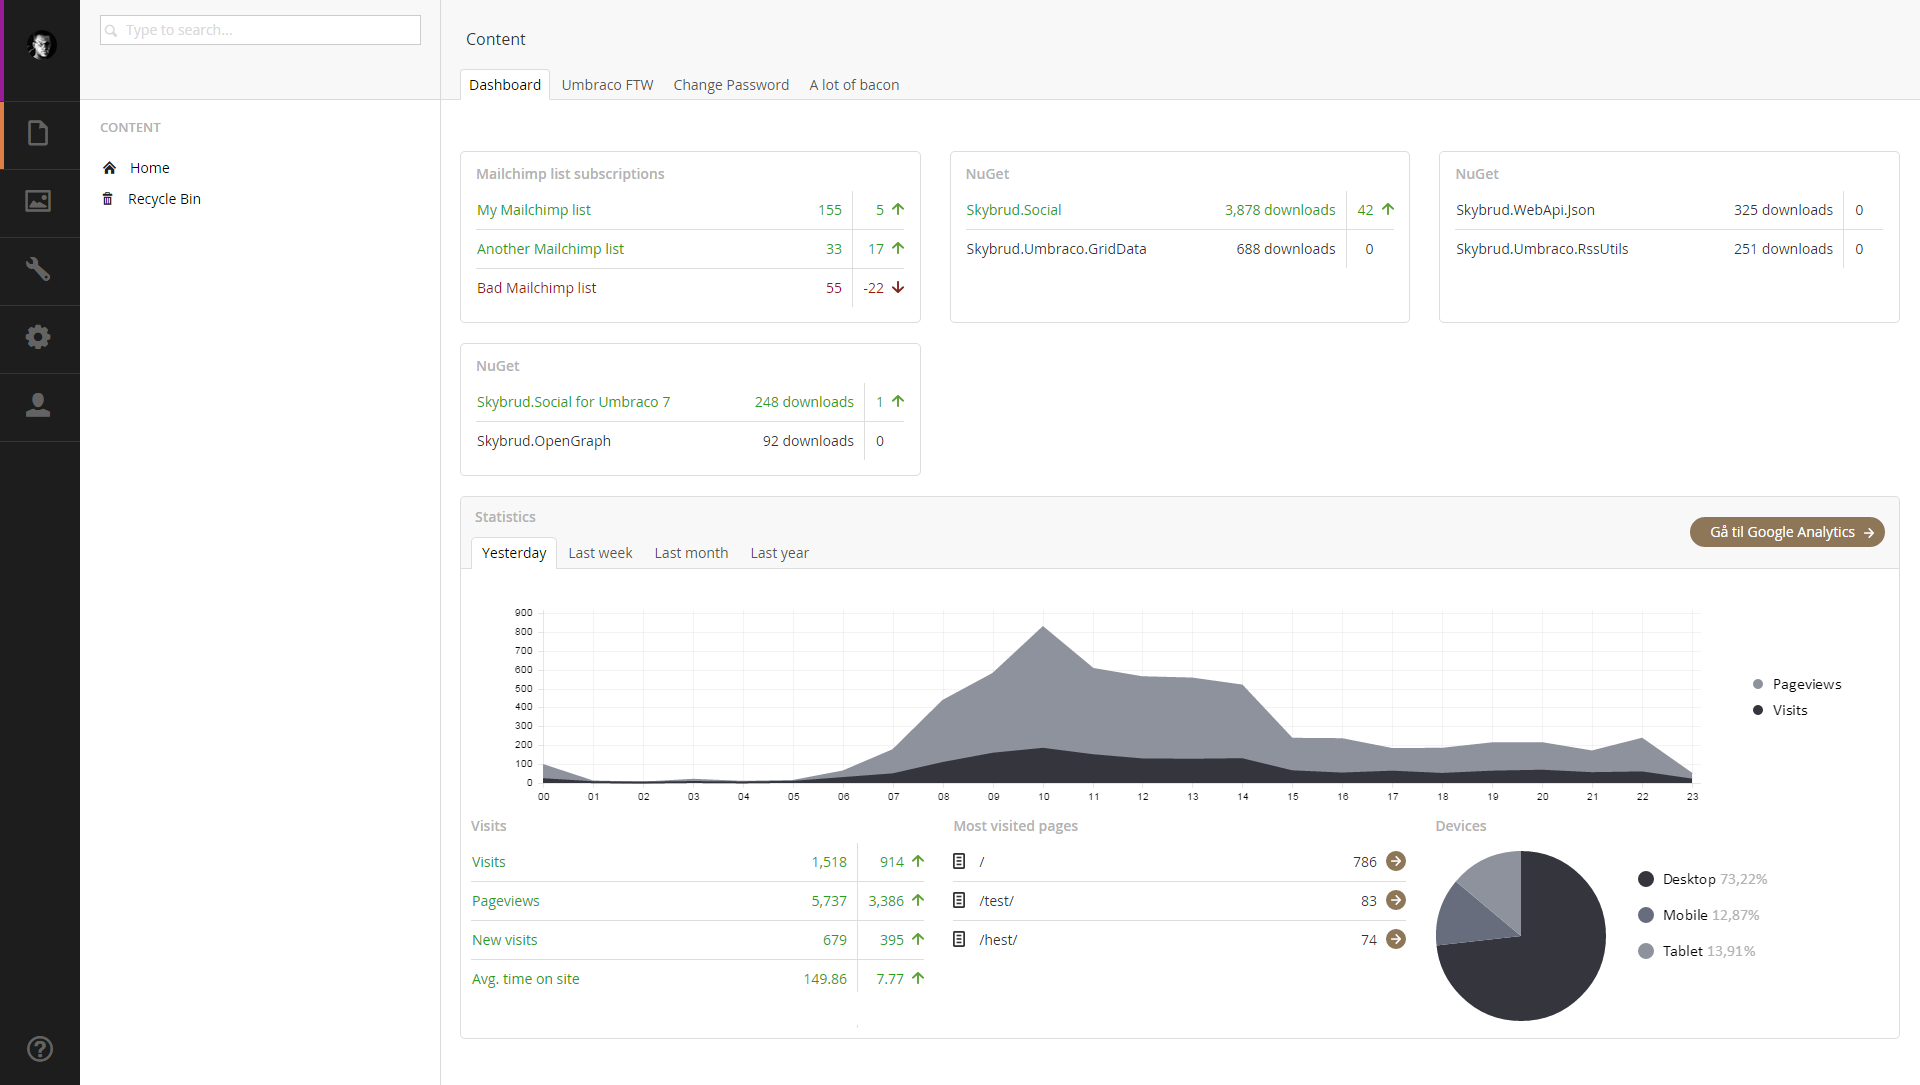 Type to search...
CONTENT
Home
Recycle Bin
Content
Dashboard Umbraco FTW Change Password A lot of bacon
Mailchimp list subscriptions
My Mailchimp list 155 5
Another Mailchimp list 33 17
Bad Mailchimp list 55 -22
NuGet
Skybrud.Social 3,878 downloads 42
Skybrud.Umbraco.GridData 688 downloads 0
NuGet
Skybrud.WebApi.Json 325 downloads 0
Skybrud.Umbraco.RssUtils 251 downloads 0
NuGet
Skybrud.Social for Umbraco 7 248 downloads 1
Skybrud.OpenGraph 92 downloads 0
Statistics
Gå til Google Analytics
Yesterday Last week Last month Last year
900
800
700
600
500
400
300
200
100
0
00 01 02 03 04 05 06 07 08 09 10 11 12 13 14 15 16 17 18 19 20 21 22 23
Pageviews
Visits
Visits
Visits 1,518 914
Pageviews 5,737 3,386
New visits 679 395
Avg. time on site 149.86 7.77
Most visited pages
/ 786
/test/ 83
/hest/ 74
Devices
Desktop 73,22%
Mobile 12,87%
Tablet 13,91%
?